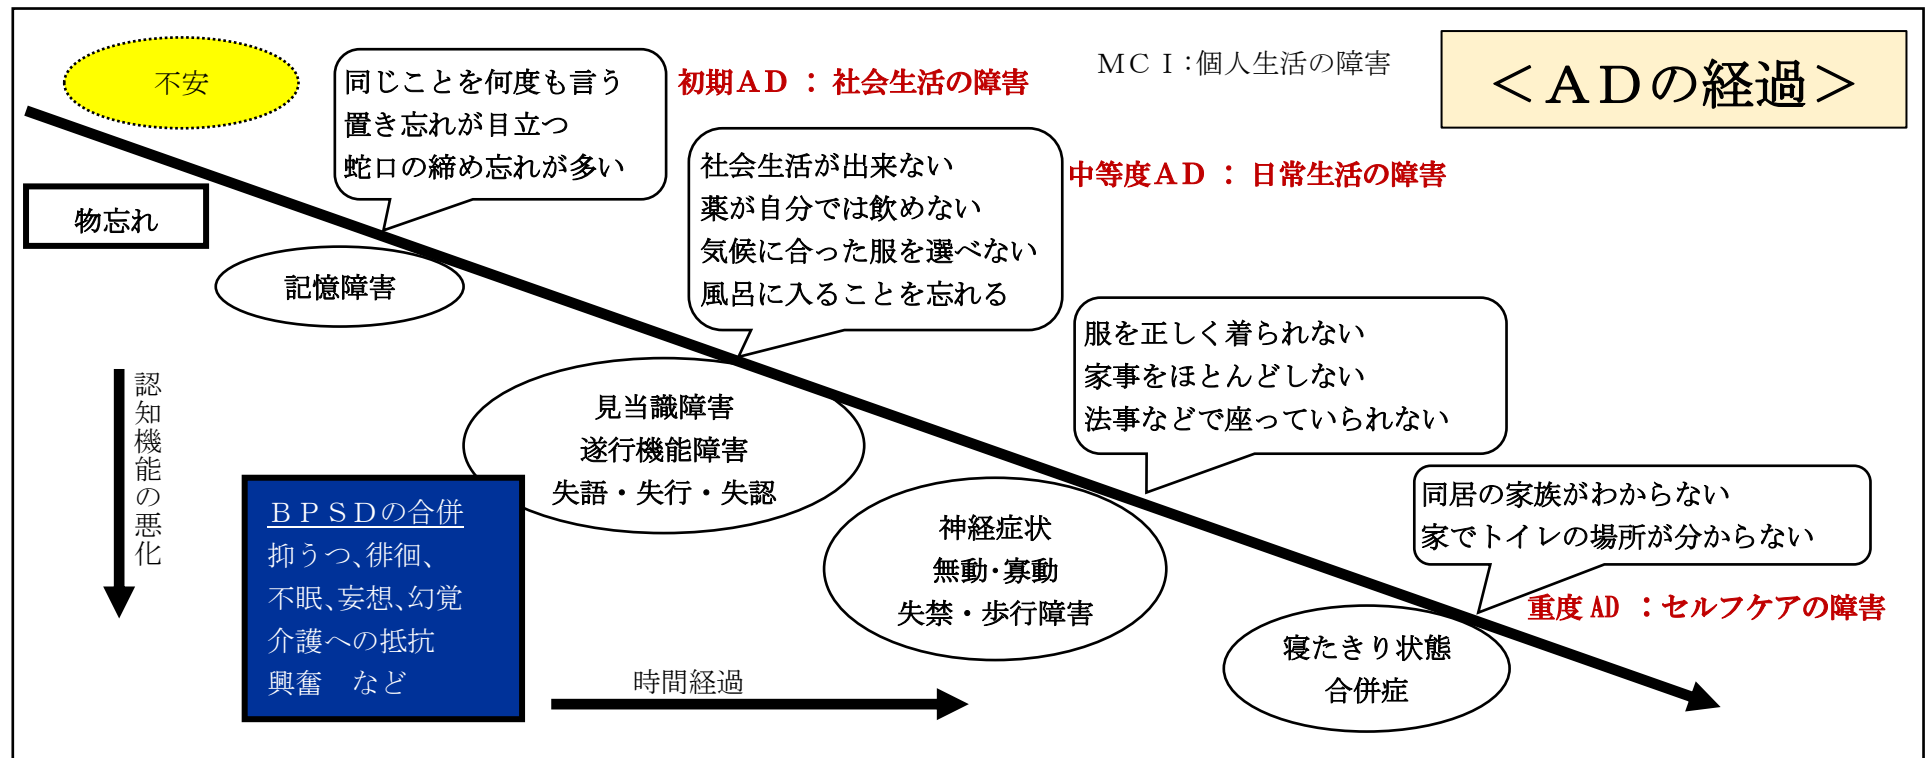 ＜ＡＤの経過＞
ＭＣＩ：個人生活の障害
不安
物忘れ
同じことを何度も言う
置き忘れが目立つ
蛇口の締め忘れが多い
初期ＡＤ ： 社会生活の障害
記憶障害
社会生活が出来ない
薬が自分では飲めない
気候に合った服を選べない
風呂に入ることを忘れる
中等度ＡＤ ： 日常生活の障害
見当識障害
遂行機能障害
失語・失行・失認
服を正しく着られない
家事をほとんどしない
法事などで座っていられない
神経症状
無動・寡動
失禁・歩行障害
同居の家族がわからない
家でトイレの場所が分からない
重度 AD ：セルフケアの障害
寝たきり状態
合併症
認知機能の悪化
ＢＰＳＤの合併
抑うつ、徘徊、
不眠、妄想、幻覚
介護への抵抗
興奮　など
時間経過